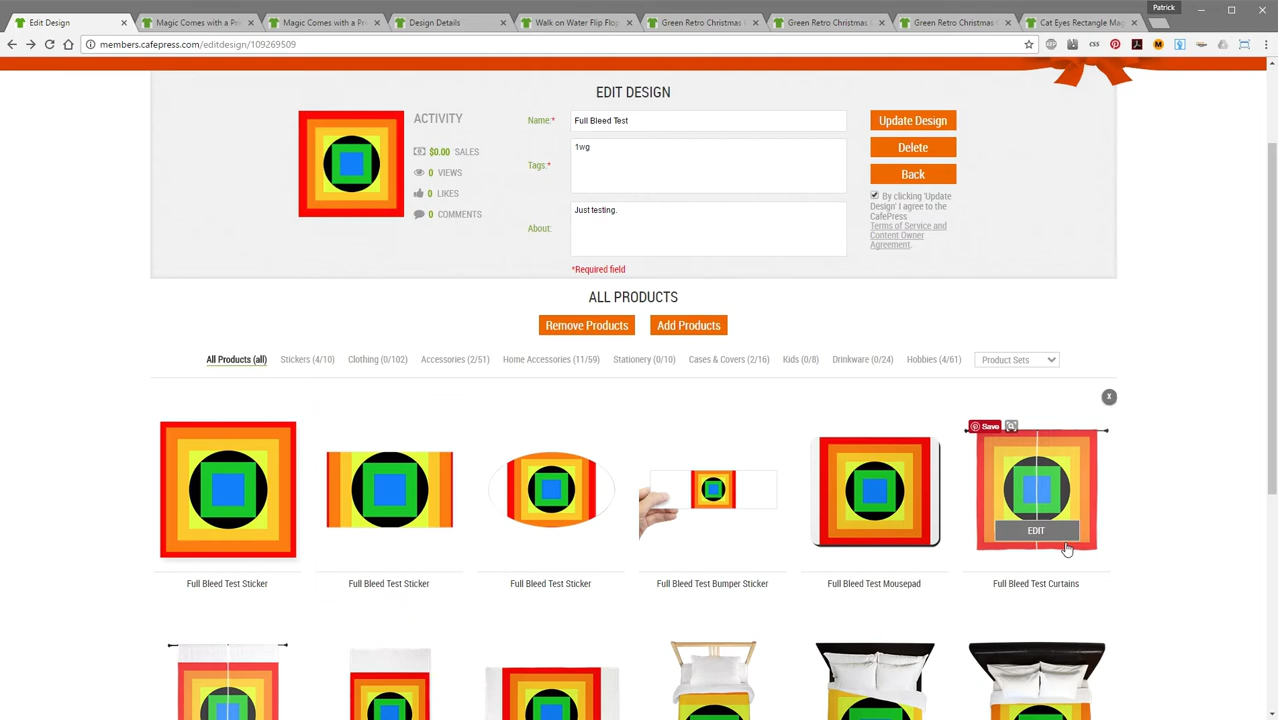 Patrick
Edit Design
Magic Comes with a Pr
Magic Comes with a Pre
Design Details
Walk on Water Flip Flop
Green Retro Christmas
Green Retro Christmas
Green Retro Christmas
Cat Eyes Rectangle Mag
members.cafepress.com/editdesign/109269509
EDIT DESIGN
ACTIVITY
$0.00 SALES
0 VIEWS
0 LIKES
0 COMMENTS
Name:*
Full Bleed Test
Tags:*
1wg
About:
Just testing.
*Required field
Update Design
Delete
Back
By clicking 'Update
Design' I agree to the
CafePress
Terms of Service and
Content Owner
Agreement.
ALL PRODUCTS
Remove Products
Add Products
All Products (all)
Stickers (4/10)
Clothing (0/102)
Accessories (2/51)
Home Accessories (11/59)
Stationery (0/10)
Cases & Covers (2/16)
Kids (0/8)
Drinkware (0/24)
Hobbies (4/61)
Product Sets
X
Save
EDIT
Full Bleed Test Sticker
Full Bleed Test Sticker
Full Bleed Test Sticker
Full Bleed Test Bumper Sticker
Full Bleed Test Mousepad
Full Bleed Test Curtains